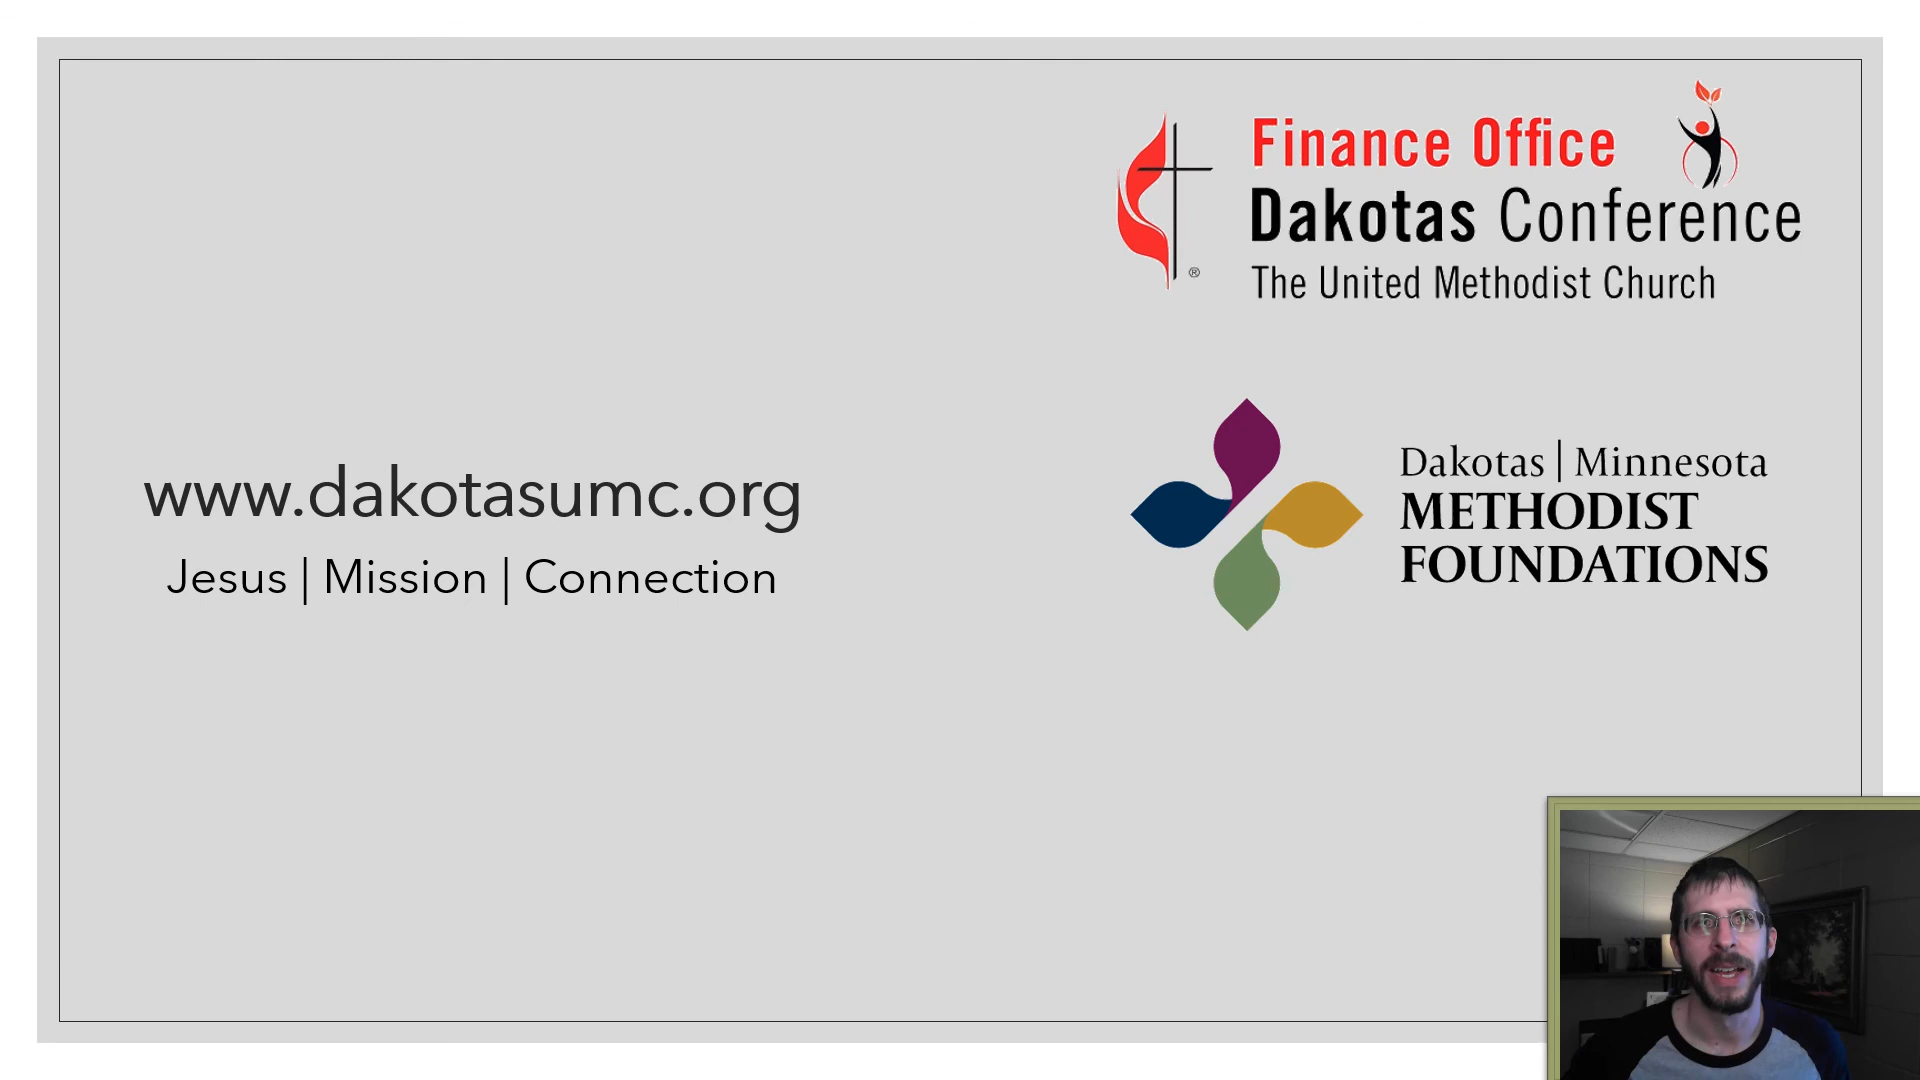 www.dakotasumc.org
Jesus | Mission | Connection
Finance Office
Dakotas Conference
The United Methodist Church
®
Dakotas | Minnesota
METHODIST
FOUNDATIONS